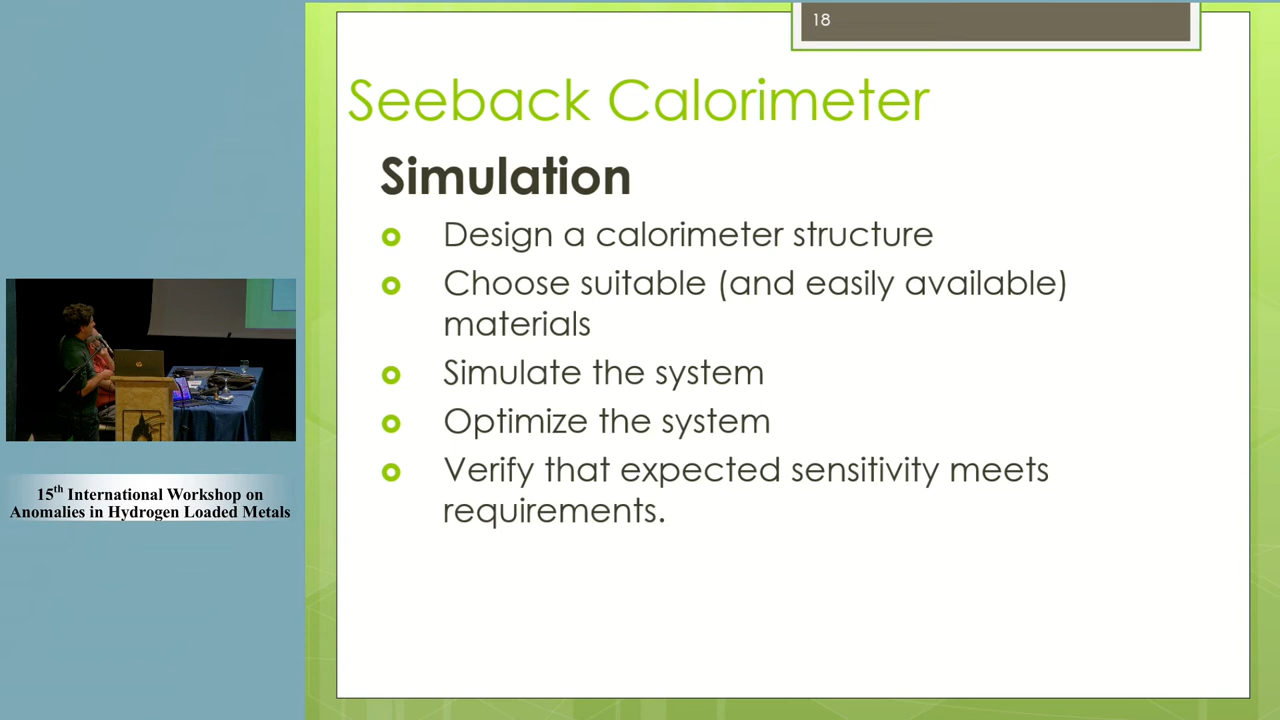 18
Seeback Calorimeter
Simulation
Design a calorimeter structure
Choose suitable (and easily available)
materials
Simulate the system
Optimize the system
Verify that expected sensitivity meets
requirements.
15th International Workshop on
Anomalies in Hydrogen Loaded Metals